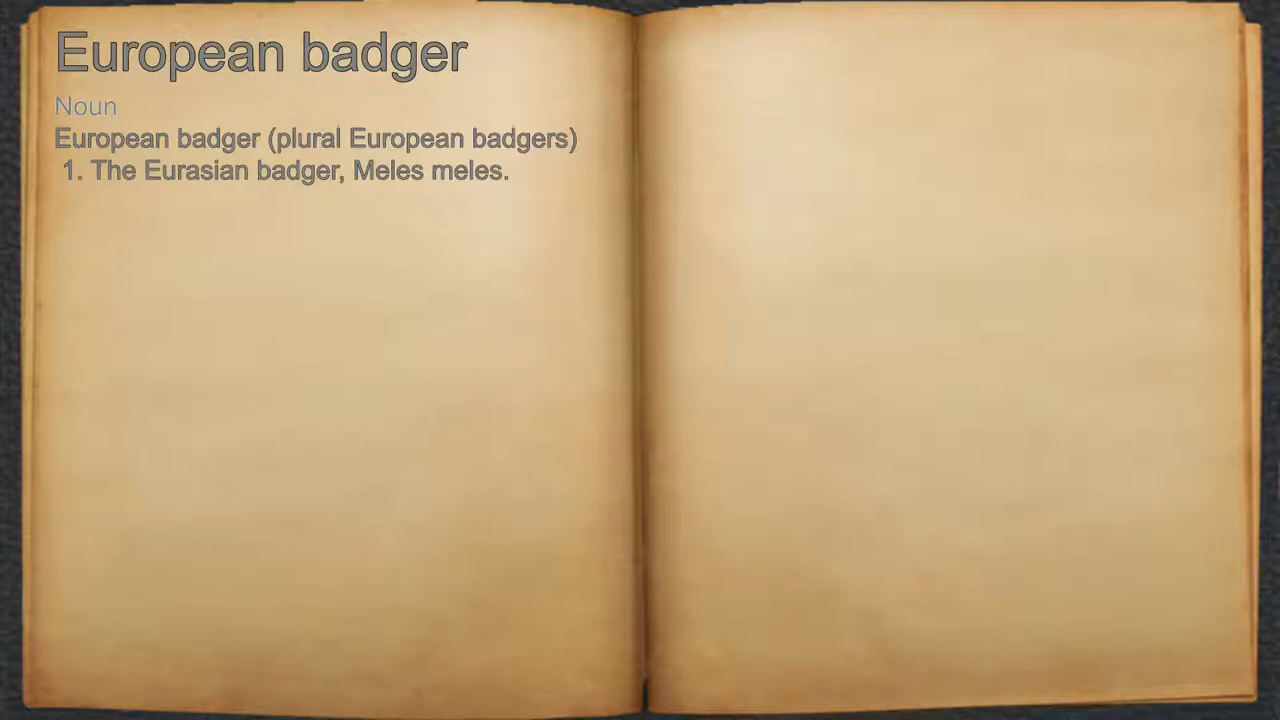 European badger
Noun
European badger (plural European badgers)
1. The Eurasian badger, Meles meles.